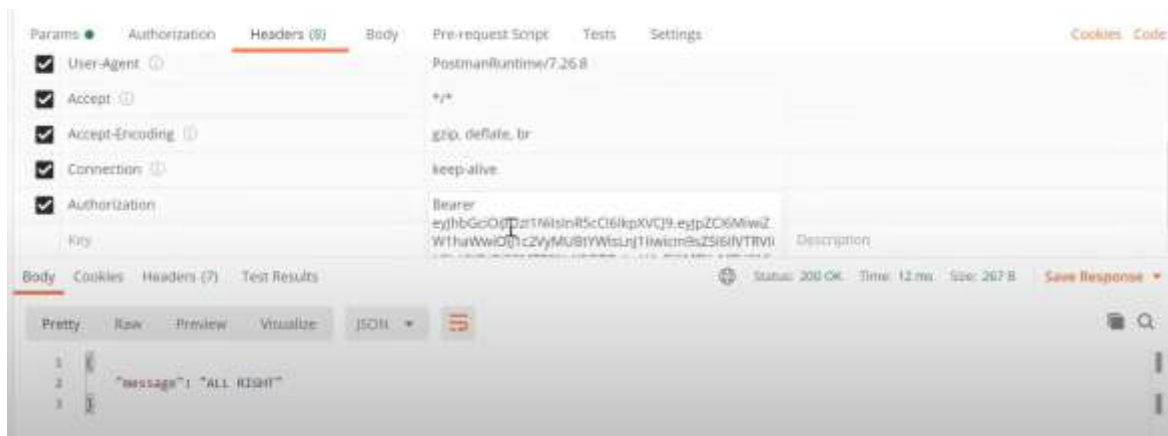 Params Authorization Headers (8) Body Pre-request Script Tests Settings Cookies Code
User-Agent PostmanRuntime/7.26.8
Accept */*
Accept-Encoding gzip, deflate, br
Connection keep-alive
Authorization Bearer
Key Description
Body Cookies Headers (7) Test Results Status: 200 OK Time: 12 ms Size: 267 B Save Response
Pretty Raw Preview Visualize JSON
1 {
2 "message": "ALL RIGHT"
3 }